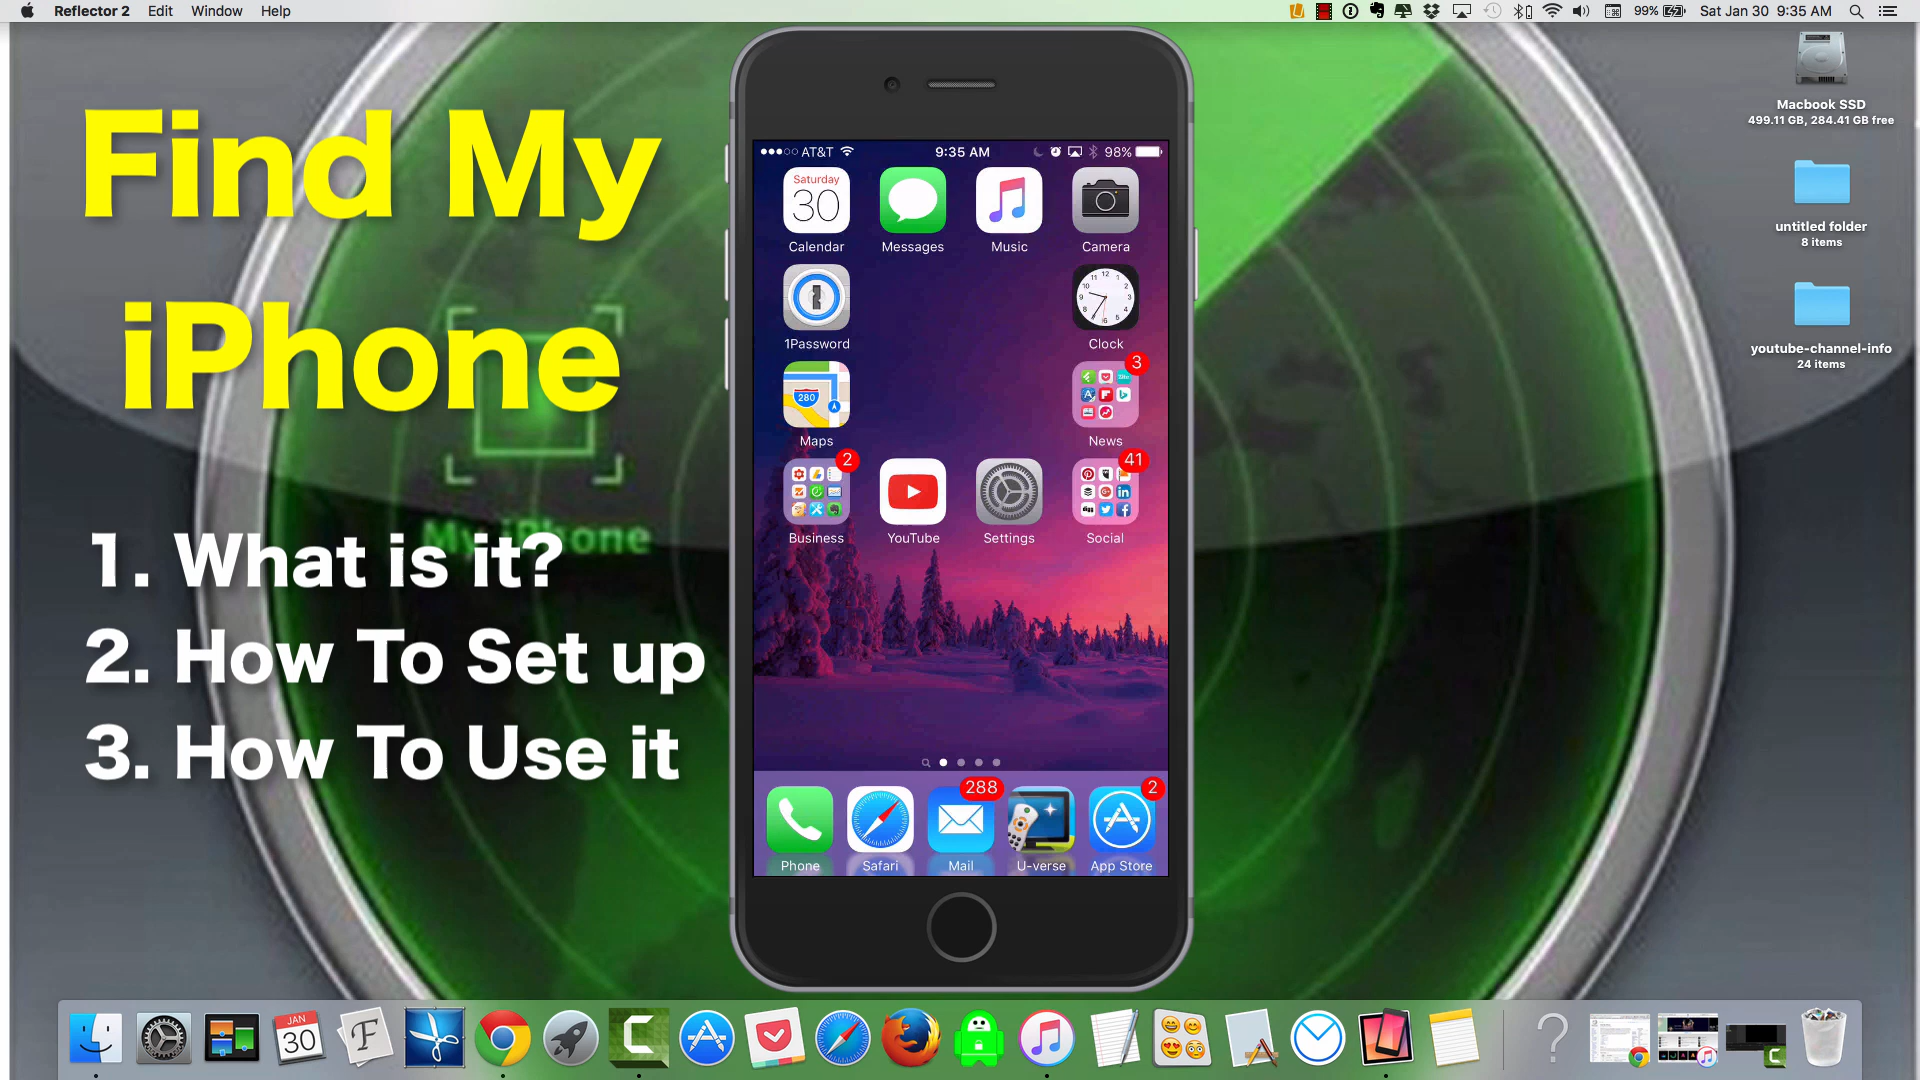 Reflector 2 Edit Window Help
99% Sat Jan 30 9:35 AM
Macbook SSD
499.11 GB, 284.41 GB free
untitled folder
8 items
youtube-channel-info
24 items
Find My
iPhone
My iPhone
1. What is it?
2. How To Set up
3. How To Use it
AT&T 9:35 AM 98%
Saturday
30
Calendar Messages Music Camera
1Password Clock
280
3
Maps News
2
41
Business YouTube Settings Social
288
2
Phone Safari Mail U-verse App Store
JAN
30